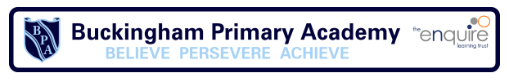 BPA
Buckingham Primary Academy
BELIEVE PERSEVERE ACHIEVE
the enquire
learning trust